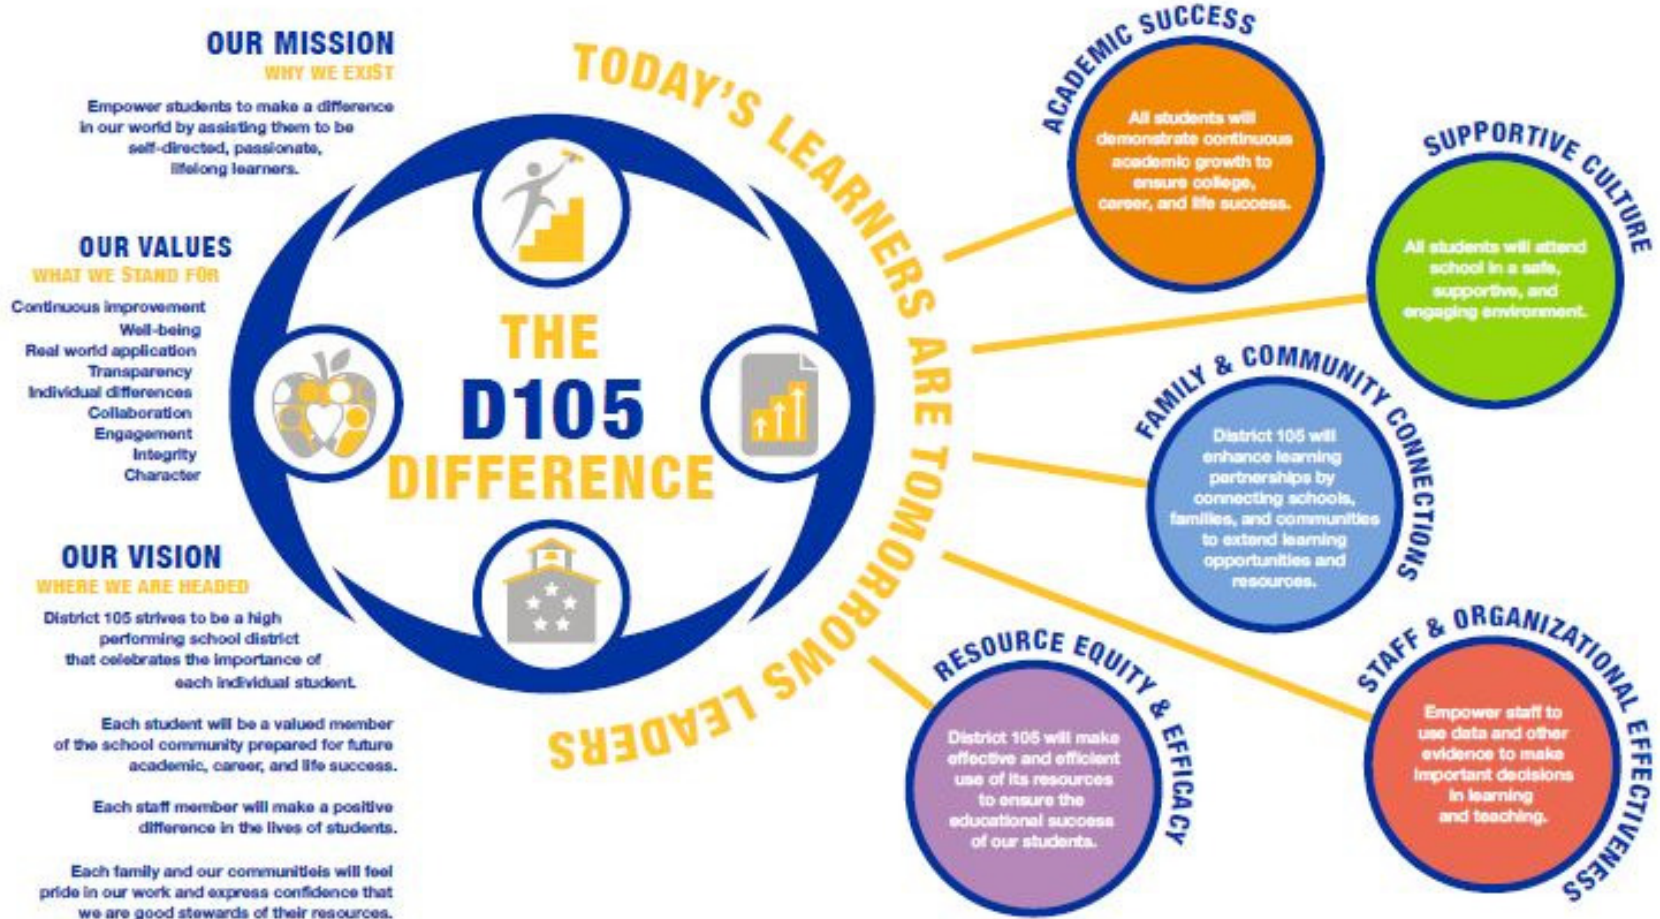 OUR MISSION
WHY WE EXIST
Empower students to make a difference
in our world by assisting them to be
self-directed, passionate,
lifelong learners.
OUR VALUES
WHAT WE STAND FOR
Continuous improvement
Well-being
Real world application
Transparency
Individual differences
Collaboration
Engagement
Integrity
Character
OUR VISION
WHERE WE ARE HEADED
District 105 strives to be a high
performing school district
that celebrates the importance of
each individual student.
Each student will be a valued member
of the school community prepared for future
academic, career, and life success.
Each staff member will make a positive
difference in the lives of students.
Each family and our communitieis will feel
pride in our work and express confidence that
we are good stewards of their resources.
THE
D105
DIFFERENCE
TODAY'S LEARNERS ARE TOMORROWS LEADERS
ACADEMIC SUCCESS
All students will
demonstrate continuous
academic growth to
ensure college,
career, and life success.
SUPPORTIVE CULTURE
All students will attend
school in a safe,
supportive, and
engaging environment.
FAMILY & COMMUNITY CONNECTIONS
District 105 will
enhance learning
partnerships by
connecting schools,
families, and communities
to extend learning
opportunities and
resources.
STAFF & ORGANIZATIONAL EFFECTIVENESS
Empower staff to
use data and other
evidence to make
important decisions
in learning
and teaching.
RESOURCE EQUITY & EFFICACY
District 105 will make
effective and efficient
use of its resources
to ensure the
educational success
of our students.